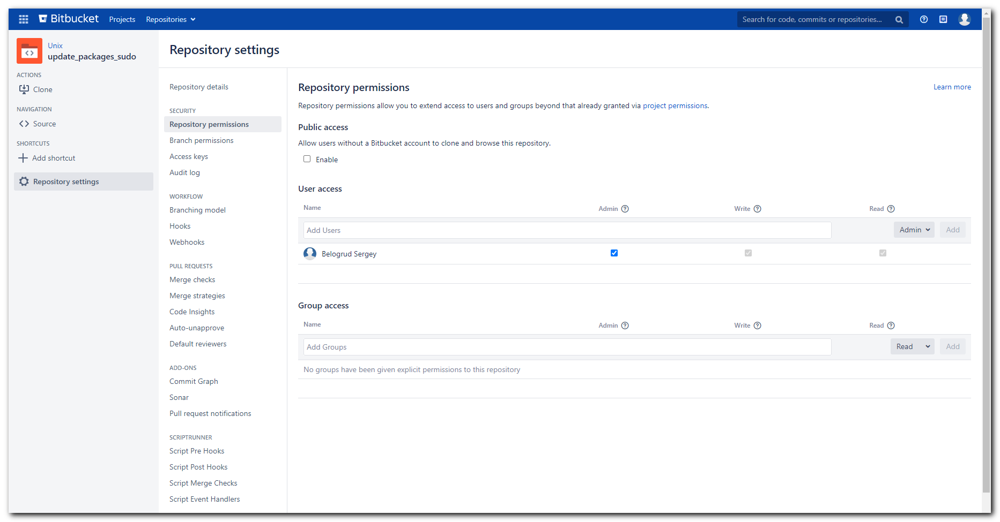 Bitbucket Projects Repositories Search for code, commits or repositories...
Unix
update_packages_sudo
ACTIONS
Clone
NAVIGATION
Source
SHORTCUTS
Add shortcut
Repository settings
Repository settings
Repository details
SECURITY
Repository permissions
Branch permissions
Access keys
Audit log
WORKFLOW
Branching model
Hooks
Webhooks
PULL REQUESTS
Merge checks
Merge strategies
Code Insights
Auto-unapprove
Default reviewers
ADD-ONS
Commit Graph
Sonar
Pull request notifications
SCRIPTRUNNER
Script Pre Hooks
Script Post Hooks
Script Merge Checks
Script Event Handlers
Repository permissions Learn more
Repository permissions allow you to extend access to users and groups beyond that already granted via project permissions.
Public access
Allow users without a Bitbucket account to clone and browse this repository.
Enable
User access
Name Admin Write Read
Add Users Admin Add
Belogrud Sergey
Group access
Name Admin Write Read
Add Groups Read Add
No groups have been given explicit permissions to this repository